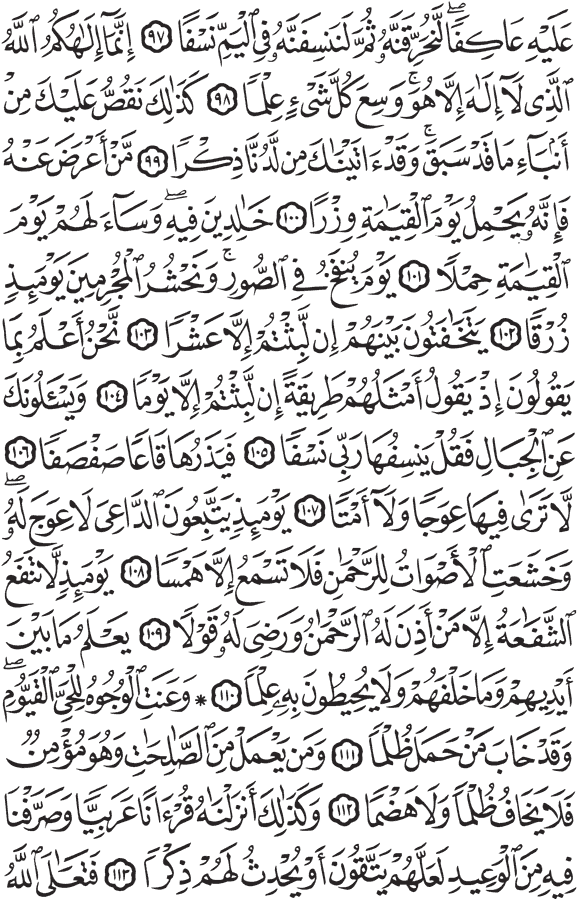 عَلَيْهِ عَاكِفًاۖ لَّنُحَرِّقَنَّهُۥ ثُمَّ لَنَنسِفَنَّهُۥ فِي ٱلْيَمِّ نَسْفًا ٩٧ إِنَّمَآ إِلَٰهُكُمُ ٱللَّهُ
ٱلَّذِي لَآ إِلَٰهَ إِلَّا هُوَۚ وَسِعَ كُلَّ شَيْءٍ عِلْمًا ٩٨ كَذَٰلِكَ نَقُصُّ عَلَيْكَ مِنْ
أَنۢبَآءِ مَا قَدْ سَبَقَۚ وَقَدْ ءَاتَيْنَٰكَ مِن لَّدُنَّا ذِكْرًا ٩٩ مَّنْ أَعْرَضَ عَنْهُ
فَإِنَّهُۥ يَحْمِلُ يَوْمَ ٱلْقِيَٰمَةِ وِزْرًا ١٠٠ خَٰلِدِينَ فِيهِۖ وَسَآءَ لَهُمْ يَوْمَ
ٱلْقِيَٰمَةِ حِمْلًا ١٠١ يَوْمَ يُنفَخُ فِي ٱلصُّورِۚ وَنَحْشُرُ ٱلْمُجْرِمِينَ يَوْمَئِذٍ
زُرْقًا ١٠٢ يَتَخَٰفَتُونَ بَيْنَهُمْ إِن لَّبِثْتُمْ إِلَّا عَشْرًا ١٠٣ نَّحْنُ أَعْلَمُ بِمَا
يَقُولُونَ إِذْ يَقُولُ أَمْثَلُهُمْ طَرِيقَةً إِن لَّبِثْتُمْ إِلَّا يَوْمًا ١٠٤ وَيَسْـَٔلُونَكَ
عَنِ ٱلْجِبَالِ فَقُلْ يَنسِفُهَا رَبِّي نَسْفًا ١٠٥ فَيَذَرُهَا قَاعًا صَفْصَفًا ١٠٦
لَّا تَرَىٰ فِيهَا عِوَجًا وَلَآ أَمْتًا ١٠٧ يَوْمَئِذٍ يَتَّبِعُونَ ٱلدَّاعِيَ لَا عِوَجَ لَهُۥۖ
وَخَشَعَتِ ٱلْأَصْوَاتُ لِلرَّحْمَٰنِ فَلَا تَسْمَعُ إِلَّا هَمْسًا ١٠٨ يَوْمَئِذٍ لَّا تَنفَعُ
ٱلشَّفَٰعَةُ إِلَّا مَنْ أَذِنَ لَهُ ٱلرَّحْمَٰنُ وَرَضِيَ لَهُۥ قَوْلًا ١٠٩ يَعْلَمُ مَا بَيْنَ
أَيْدِيهِمْ وَمَا خَلْفَهُمْ وَلَا يُحِيطُونَ بِهِۦ عِلْمًا ١١٠ * وَعَنَتِ ٱلْوُجُوهُ لِلْحَيِّ ٱلْقَيُّومِۖ
وَقَدْ خَابَ مَنْ حَمَلَ ظُلْمًا ١١١ وَمَن يَعْمَلْ مِنَ ٱلصَّٰلِحَٰتِ وَهُوَ مُؤْمِنٌ
فَلَا يَخَافُ ظُلْمًا وَلَا هَضْمًا ١١٢ وَكَذَٰلِكَ أَنزَلْنَٰهُ قُرْءَانًا عَرَبِيًّا وَصَرَّفْنَا
فِيهِ مِنَ ٱلْوَعِيدِ لَعَلَّهُمْ يَتَّقُونَ أَوْ يُحْدِثُ لَهُمْ ذِكْرًا ١١٣ فَتَعَٰلَى ٱللَّهُ